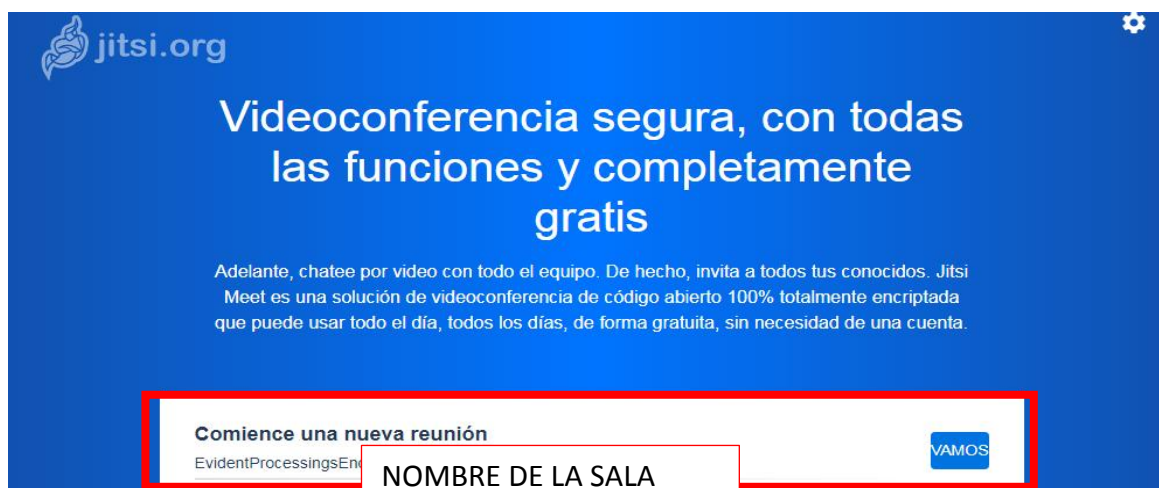 jitsi.org
Videoconferencia segura, con todas
las funciones y completamente
gratis
Adelante, chatee por video con todo el equipo. De hecho, invita a todos tus conocidos. Jitsi
Meet es una solución de videoconferencia de código abierto 100% totalmente encriptada
que puede usar todo el día, todos los días, de forma gratuita, sin necesidad de una cuenta.
Comience una nueva reunión
VAMOS
NOMBRE DE LA SALA